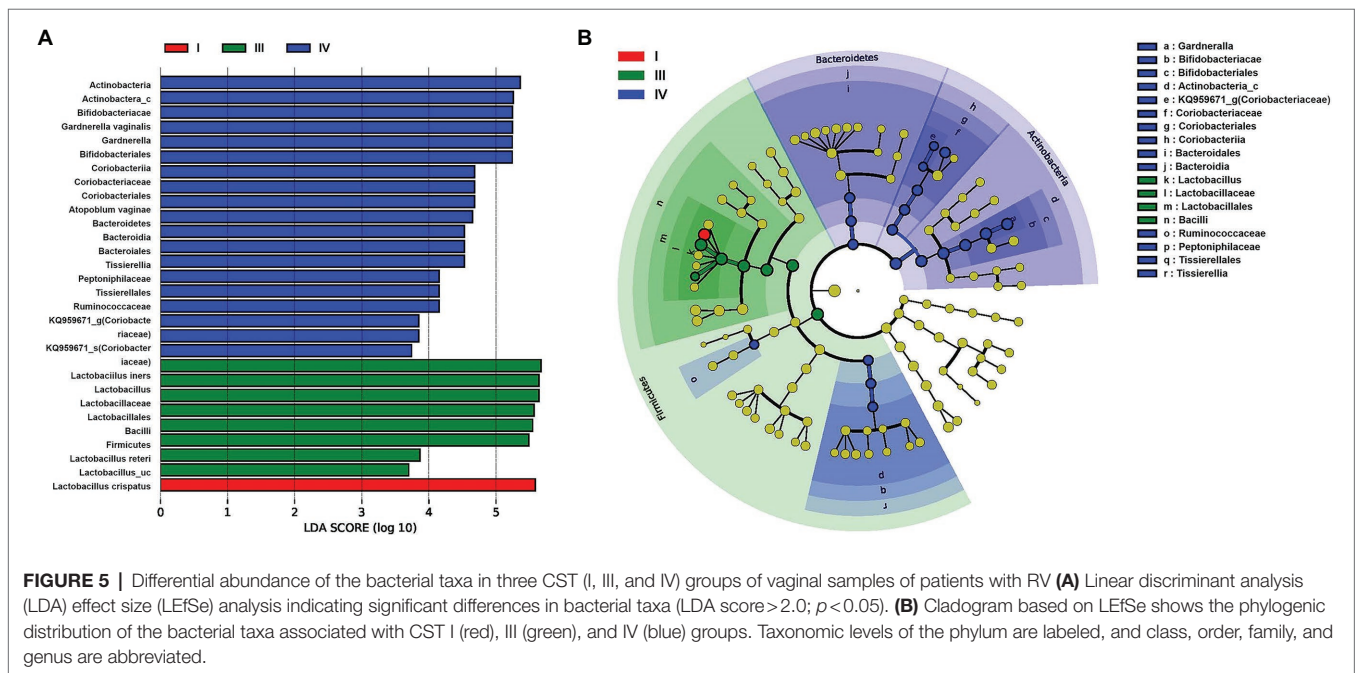 A
I III IV
Actinobacteria
Actinobactera_c
Bifidobacteriacae
Gardnerella vaginalis
Gardnerella
Bifidobacteriales
Coriobacteriia
Coriobacteriaceae
Coriobacteriales
Atopoblum vaginae
Bacteroidetes
Bacteroidia
Bacteroiales
Tissierellia
Peptoniphilaceae
Tissierellales
Ruminococcaceae
KQ959671_g(Coriobacte
riaceae)
KQ959671_s(Coriobacter
iaceae)
Lactobaciilus iners
Lactobacillus
Lactobacillaceae
Lactobacillales
Bacilli
Firmicutes
Lactobacillus reteri
Lactobacillus_uc
Lactobacillus crispatus
0 1 2 3 4 5
LDA SCORE (log 10)
B
I
III
IV
Bacteroidetes
j
i
h
g
f
e
Actinobacteria
d
c
b
a
n
m
l
k
o
Firmicutes
p
q
r
a : Gardneralla
b : Bifidobacteriacae
c : Bifidobacteriales
d : Actinobacteria_c
e : KQ959671_g(Coriobacteriaceae)
f : Coriobacteriaceae
g : Coriobacteriales
h : Coriobacteriia
i : Bacteroidales
j : Bacteroidia
k : Lactobacillus
l : Lactobacillaceae
m : Lactobacillales
n : Bacilli
o : Ruminococcaceae
p : Peptoniphilaceae
q : Tissierellales
r : Tissierellia
FIGURE 5 | Differential abundance of the bacterial taxa in three CST (I, III, and IV) groups of vaginal samples of patients with RV (A) Linear discriminant analysis
(LDA) effect size (LEfSe) analysis indicating significant differences in bacterial taxa (LDA score > 2.0; p < 0.05). (B) Cladogram based on LEfSe shows the phylogenic
distribution of the bacterial taxa associated with CST I (red), III (green), and IV (blue) groups. Taxonomic levels of the phylum are labeled, and class, order, family, and
genus are abbreviated.